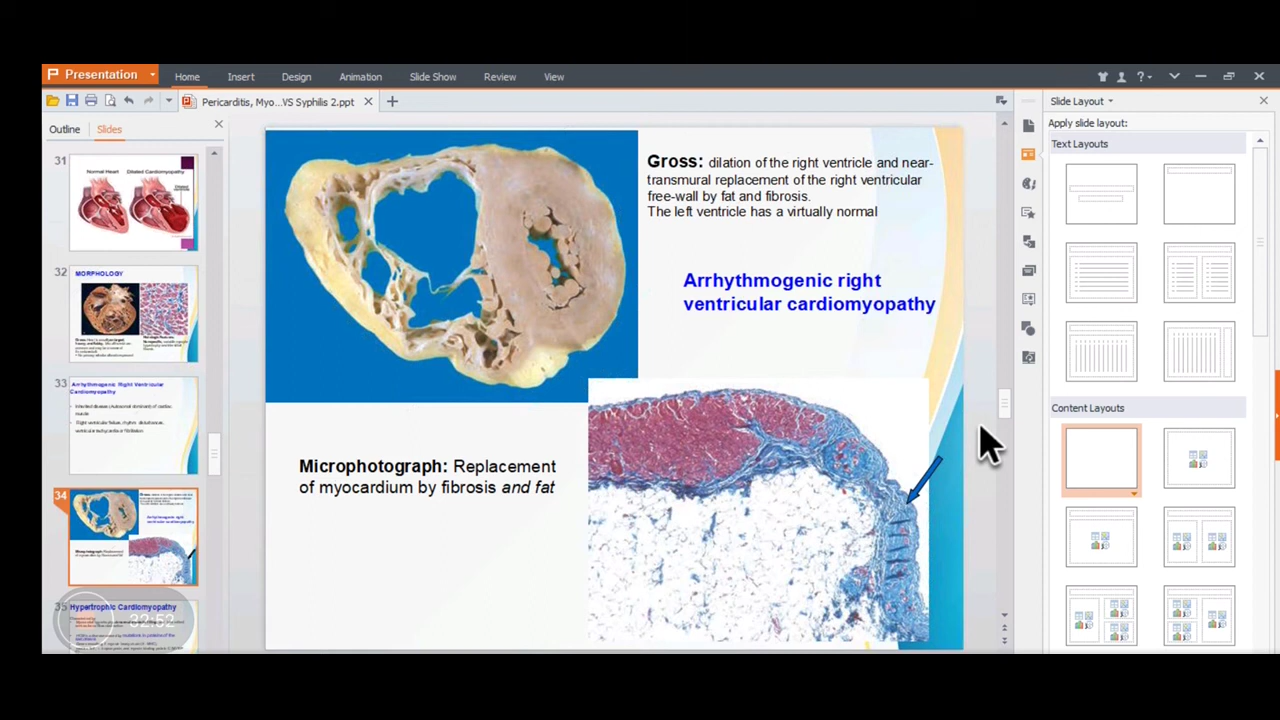 Presentation
Home Insert Design Animation Slide Show Review View
Pericarditis, Myo...VS Syphilis 2.ppt
Outline Slides
31
Normal Heart Dilated Cardiomyopathy
32
MORPHOLOGY
33
Arrhythmogenic Right Ventricular
Cardiomyopathy
34
35
Hypertrophic Cardiomyopathy
32:52
Gross: dilation of the right ventricle and near-
transmural replacement of the right ventricular
free-wall by fat and fibrosis.
The left ventricle has a virtually normal
Arrhythmogenic right
ventricular cardiomyopathy
Microphotograph: Replacement
of myocardium by fibrosis and fat
Slide Layout
Apply slide layout:
Text Layouts
Content Layouts